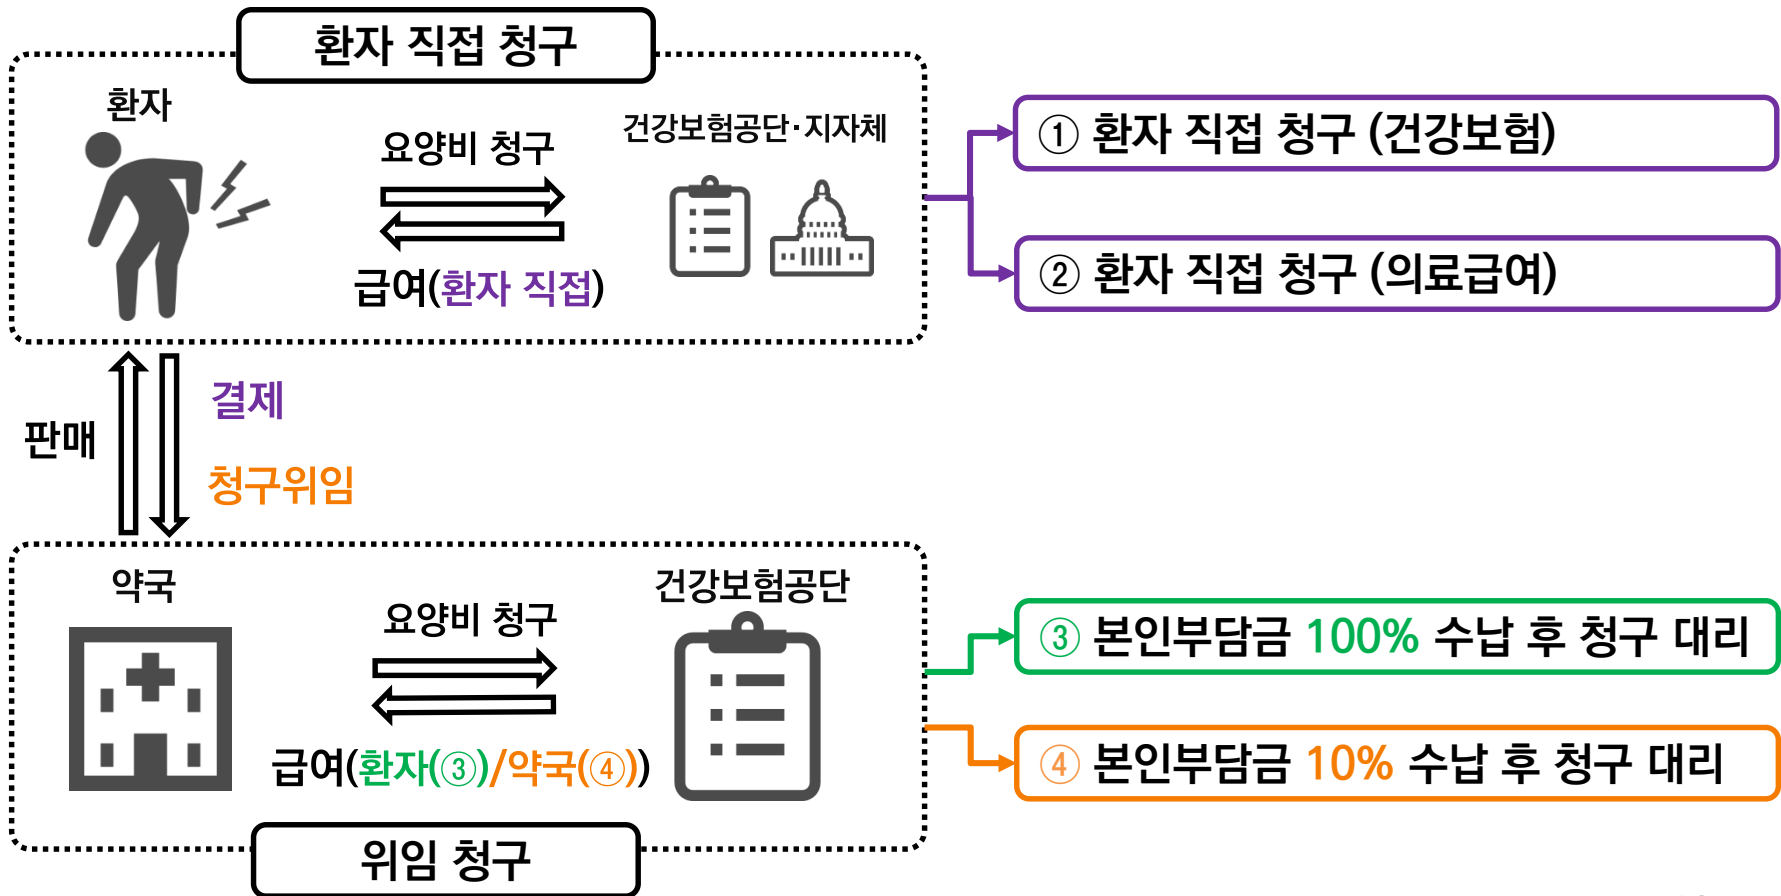 환자 직접 청구
환자
요양비 청구
건강보험공단·지자체
급여(환자 직접)
① 환자 직접 청구 (건강보험)
② 환자 직접 청구 (의료급여)
판매
결제
청구위임
약국
요양비 청구
건강보험공단
급여(환자(③)/약국(④))
③ 본인부담금 100% 수납 후 청구 대리
④ 본인부담금 10% 수납 후 청구 대리
위임 청구